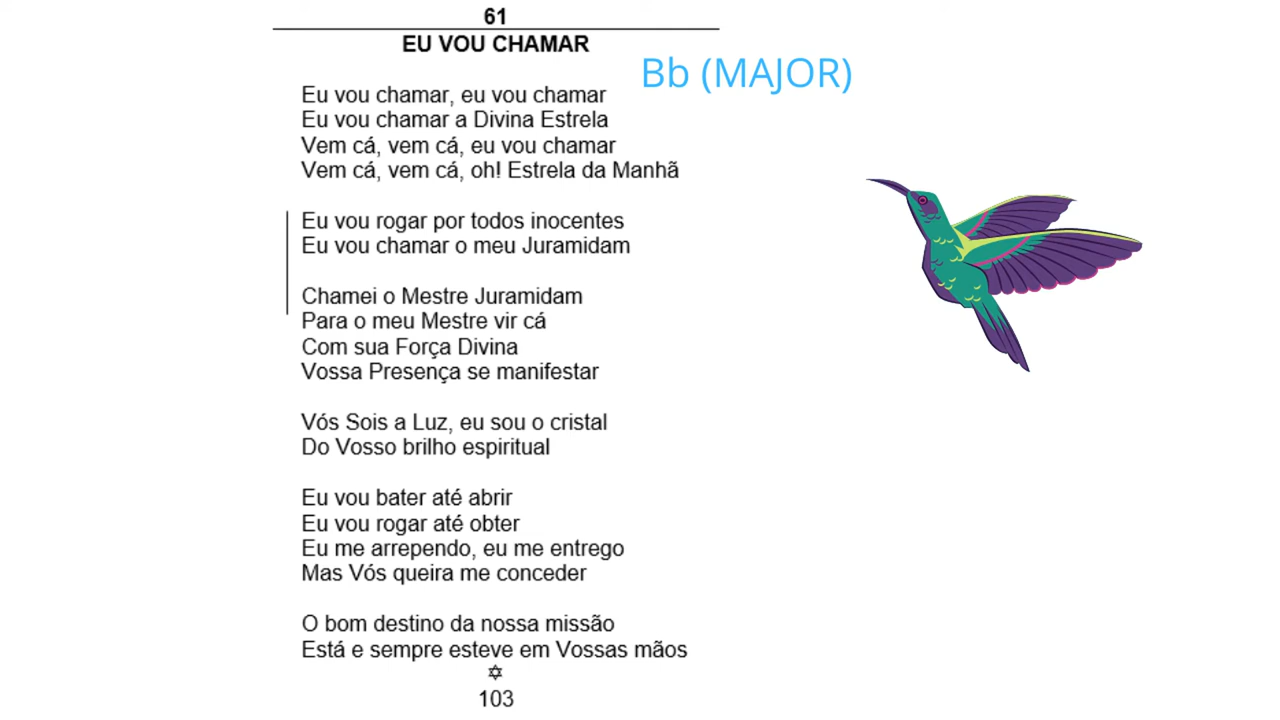 61
EU VOU CHAMAR
Bb (MAJOR)
Eu vou chamar, eu vou chamar
Eu vou chamar a Divina Estrela
Vem cá, vem cá, eu vou chamar
Vem cá, vem cá, oh! Estrela da Manhã
Eu vou rogar por todos inocentes
Eu vou chamar o meu Juramidam
Chamei o Mestre Juramidam
Para o meu Mestre vir cá
Com sua Força Divina
Vossa Presença se manifestar
Vós Sois a Luz, eu sou o cristal
Do Vosso brilho espiritual
Eu vou bater até abrir
Eu vou rogar até obter
Eu me arrependo, eu me entrego
Mas Vós queira me conceder
O bom destino da nossa missão
Está e sempre esteve em Vossas mãos
✡
103